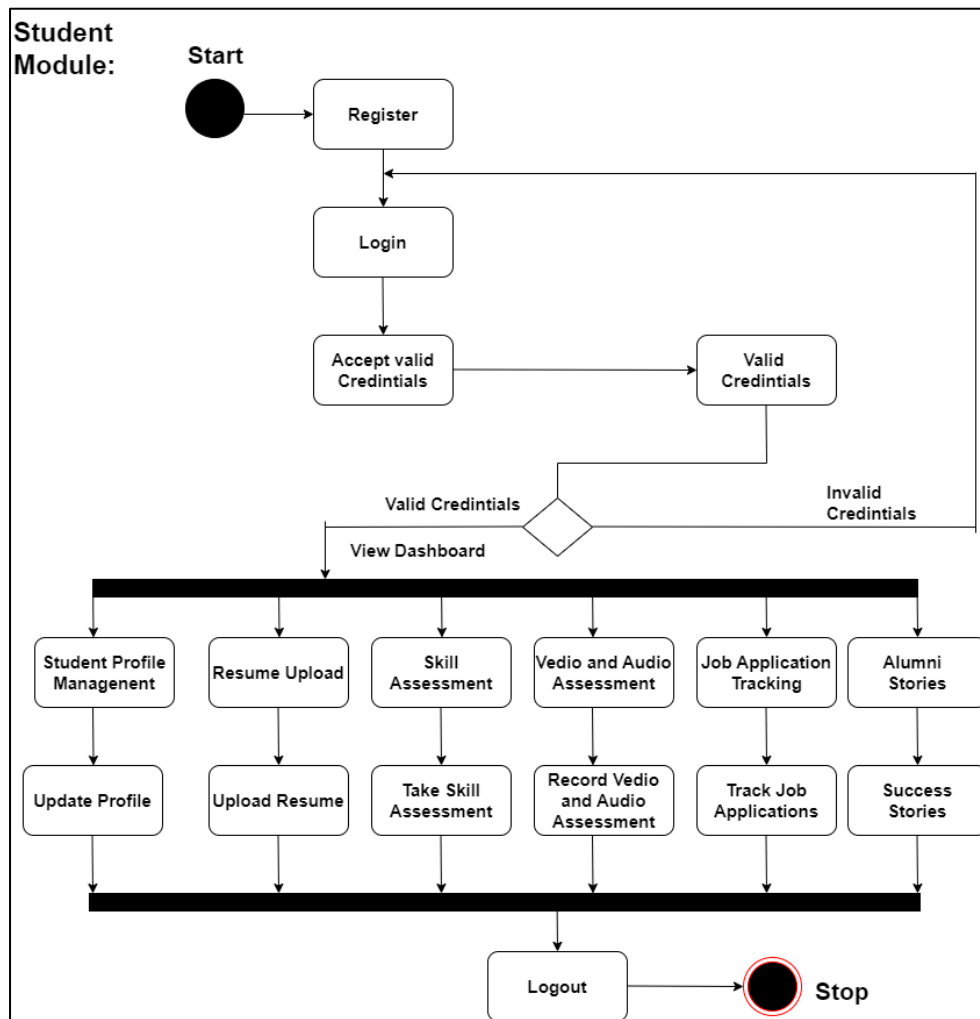 Student
Module:
Start
Register
Login
Accept valid
Credintials
Valid
Credintials
Valid Credintials
Invalid
Credintials
View Dashboard
Student Profile
Managenent
Resume Upload
Skill
Assessment
Vedio and Audio
Assessment
Job Application
Tracking
Alumni
Stories
Update Profile
Upload Resume
Take Skill
Assessment
Record Vedio
and Audio
Assessment
Track Job
Applications
Success
Stories
Logout
Stop